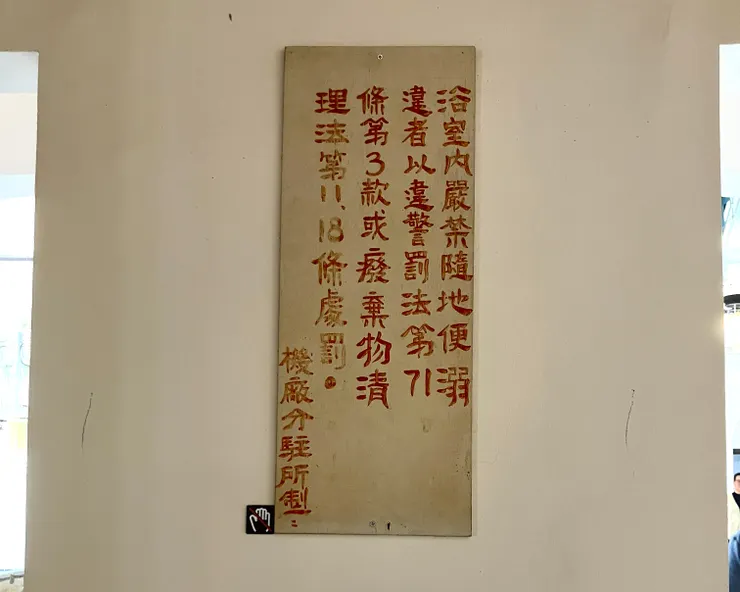 浴室內嚴禁隨地便溺
違者以違警罰法第71
條第3款或廢棄物清
理法第11、18條處罰。
機廠分駐所製